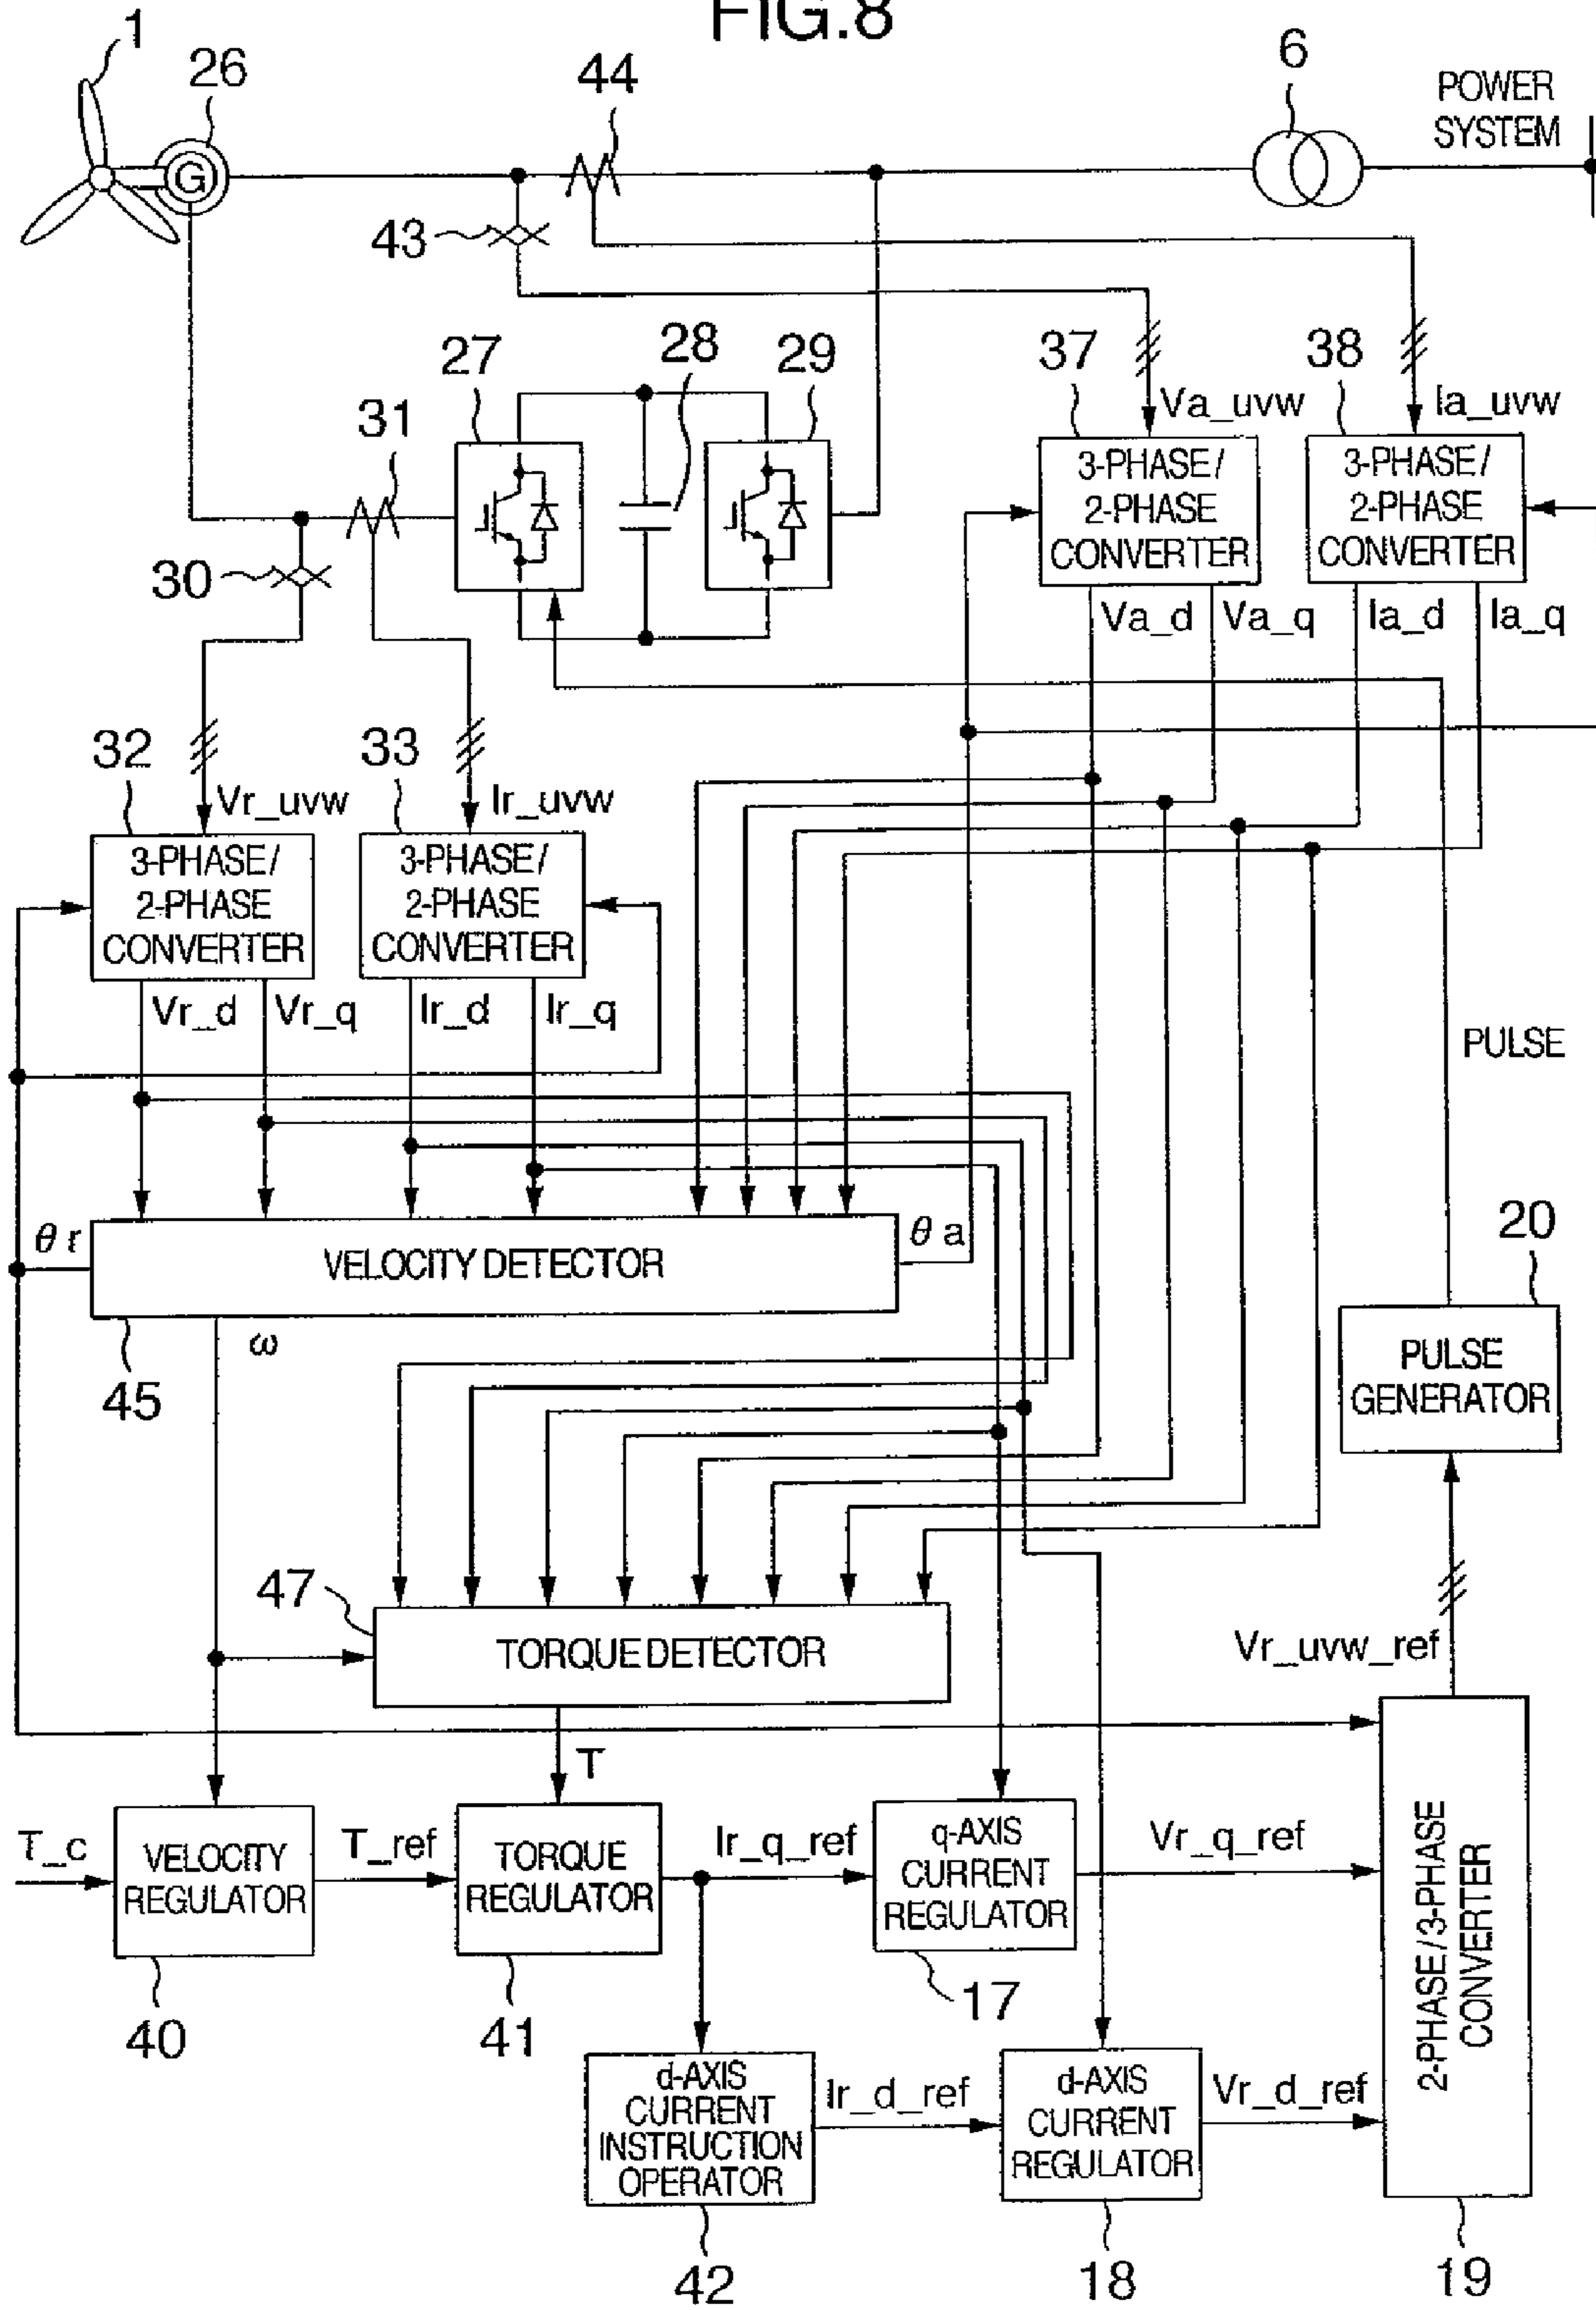 FIG.8
1
26
44
6
POWER
SYSTEM
G
43
27
28
29
37
38
31
Va_uvw
Ia_uvw
3-PHASE/
2-PHASE
CONVERTER
3-PHASE/
2-PHASE
CONVERTER
30
Va_d
Va_q
Ia_d
Ia_q
32
33
Vr_uvw
Ir_uvw
3-PHASE/
2-PHASE
CONVERTER
3-PHASE/
2-PHASE
CONVERTER
Vr_d
Vr_q
Ir_d
Ir_q
PULSE
θ r
VELOCITY DETECTOR
θ a
20
ω
45
PULSE
GENERATOR
47
TORQUE DETECTOR
Vr_uvw_ref
T
T_c
VELOCITY
REGULATOR
T_ref
TORQUE
REGULATOR
Ir_q_ref
q-AXIS
CURRENT
REGULATOR
Vr_q_ref
2-PHASE/3-PHASE
CONVERTER
40
41
17
d-AXIS
CURRENT
INSTRUCTION
OPERATOR
Ir_d_ref
d-AXIS
CURRENT
REGULATOR
Vr_d_ref
42
18
19